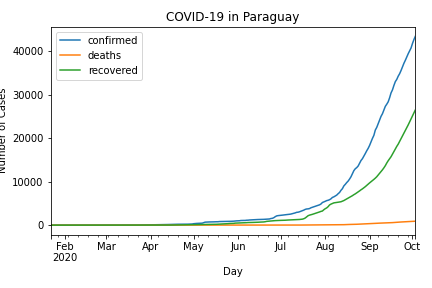 COVID-19 in Paraguay
confirmed
deaths
recovered
Number of Cases
40000
30000
20000
10000
0
Feb Mar Apr May Jun Jul Aug Sep Oct
2020
Day